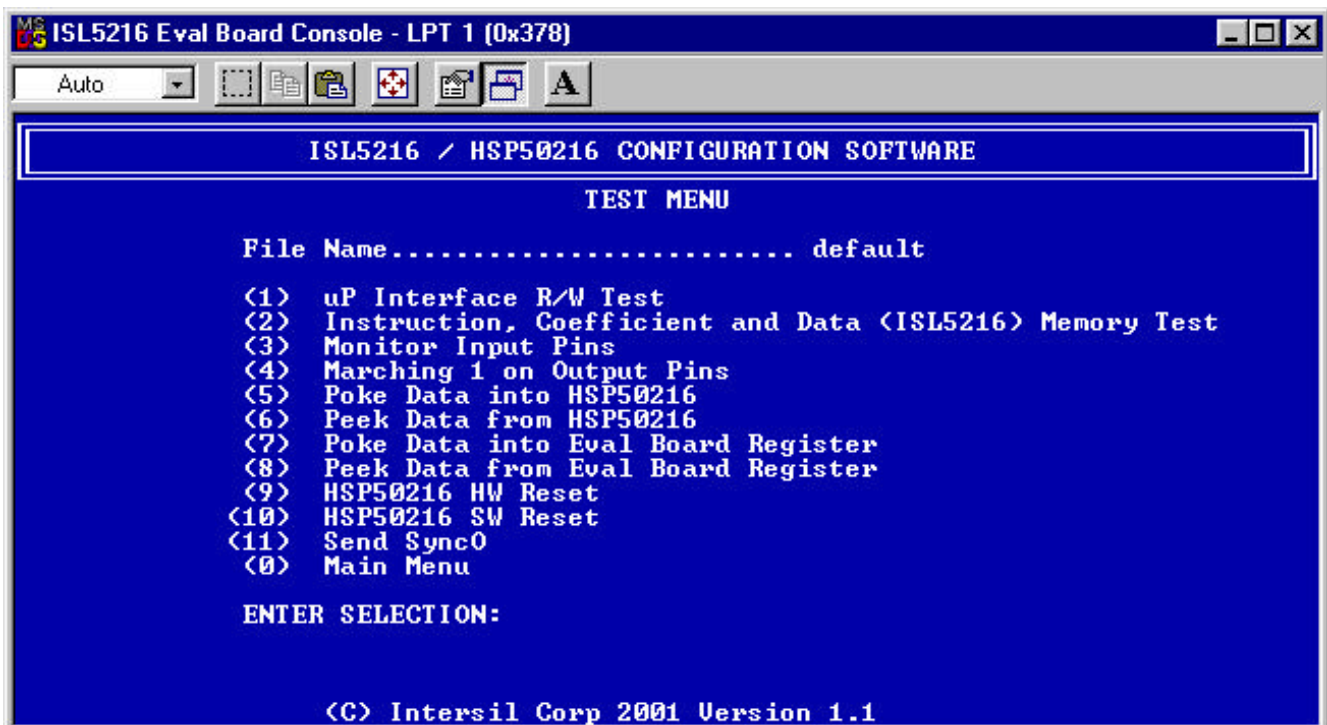 ISL5216 Eval Board Console - LPT 1 (0x378)
Auto
A
ISL5216 / HSP50216 CONFIGURATION SOFTWARE
TEST MENU
File Name......................... default
(1) uP Interface R/W Test
(2) Instruction, Coefficient and Data (ISL5216) Memory Test
(3) Monitor Input Pins
(4) Marching 1 on Output Pins
(5) Poke Data into HSP50216
(6) Peek Data from HSP50216
(7) Poke Data into Eval Board Register
(8) Peek Data from Eval Board Register
(9) HSP50216 HW Reset
(10) HSP50216 SW Reset
(11) Send SyncO
(0) Main Menu
ENTER SELECTION:
(C) Intersil Corp 2001 Version 1.1